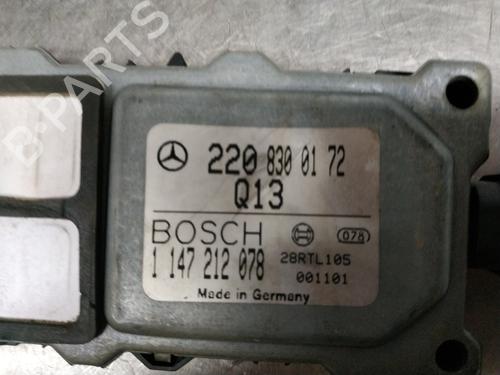 B-PARTS
220 830 01 72
Q13
BOSCH
078
1 147 212 078
28RTL105
001101
Made in Germany